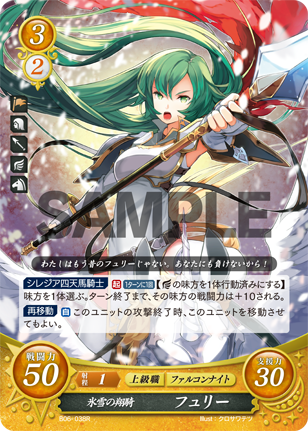 3
2
SAMPLE
わたしはもう昔のフュリーじゃない。あなたにも負けないから!
シレジア四天馬騎士 起 1ターンに1回【の味方を1体行動済みにする】
味方を1体選ぶ。ターン終了まで、その味方の戦闘力は+10される。
再移動 自 このユニットの攻撃終了時、このユニットを移動させ
てもよい。
戦闘力
50
射程 1 上級職 ファルコンナイト
支援力
30
氷雪の翔騎 フュリー
B06-038R
Illust:クロサワテツ